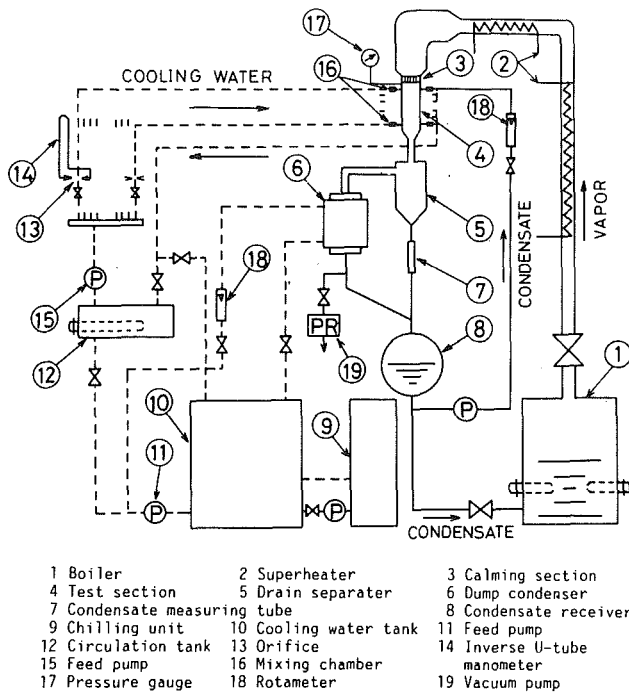 17
16
3
2
COOLING WATER
18
14
4
6
13
5
VAPOR
CONDENSATE
15
P
18
7
12
PR
8
19
1
10
9
P
11
P
P
CONDENSATE
1 Boiler 2 Superheater 3 Calming section
4 Test section 5 Drain separater 6 Dump condenser
7 Condensate measuring tube 8 Condensate receiver
9 Chilling unit 10 Cooling water tank 11 Feed pump
12 Circulation tank 13 Orifice 14 Inverse U-tube
15 Feed pump 16 Mixing chamber manometer
17 Pressure gauge 18 Rotameter 19 Vacuum pump